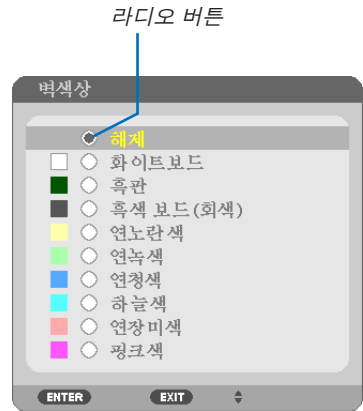 라디오 버튼
벽색상
해제
화이트보드
흑판
흑색 보드(회색)
연노란색
연녹색
연청색
하늘색
연장미색
핑크색
ENTER EXIT